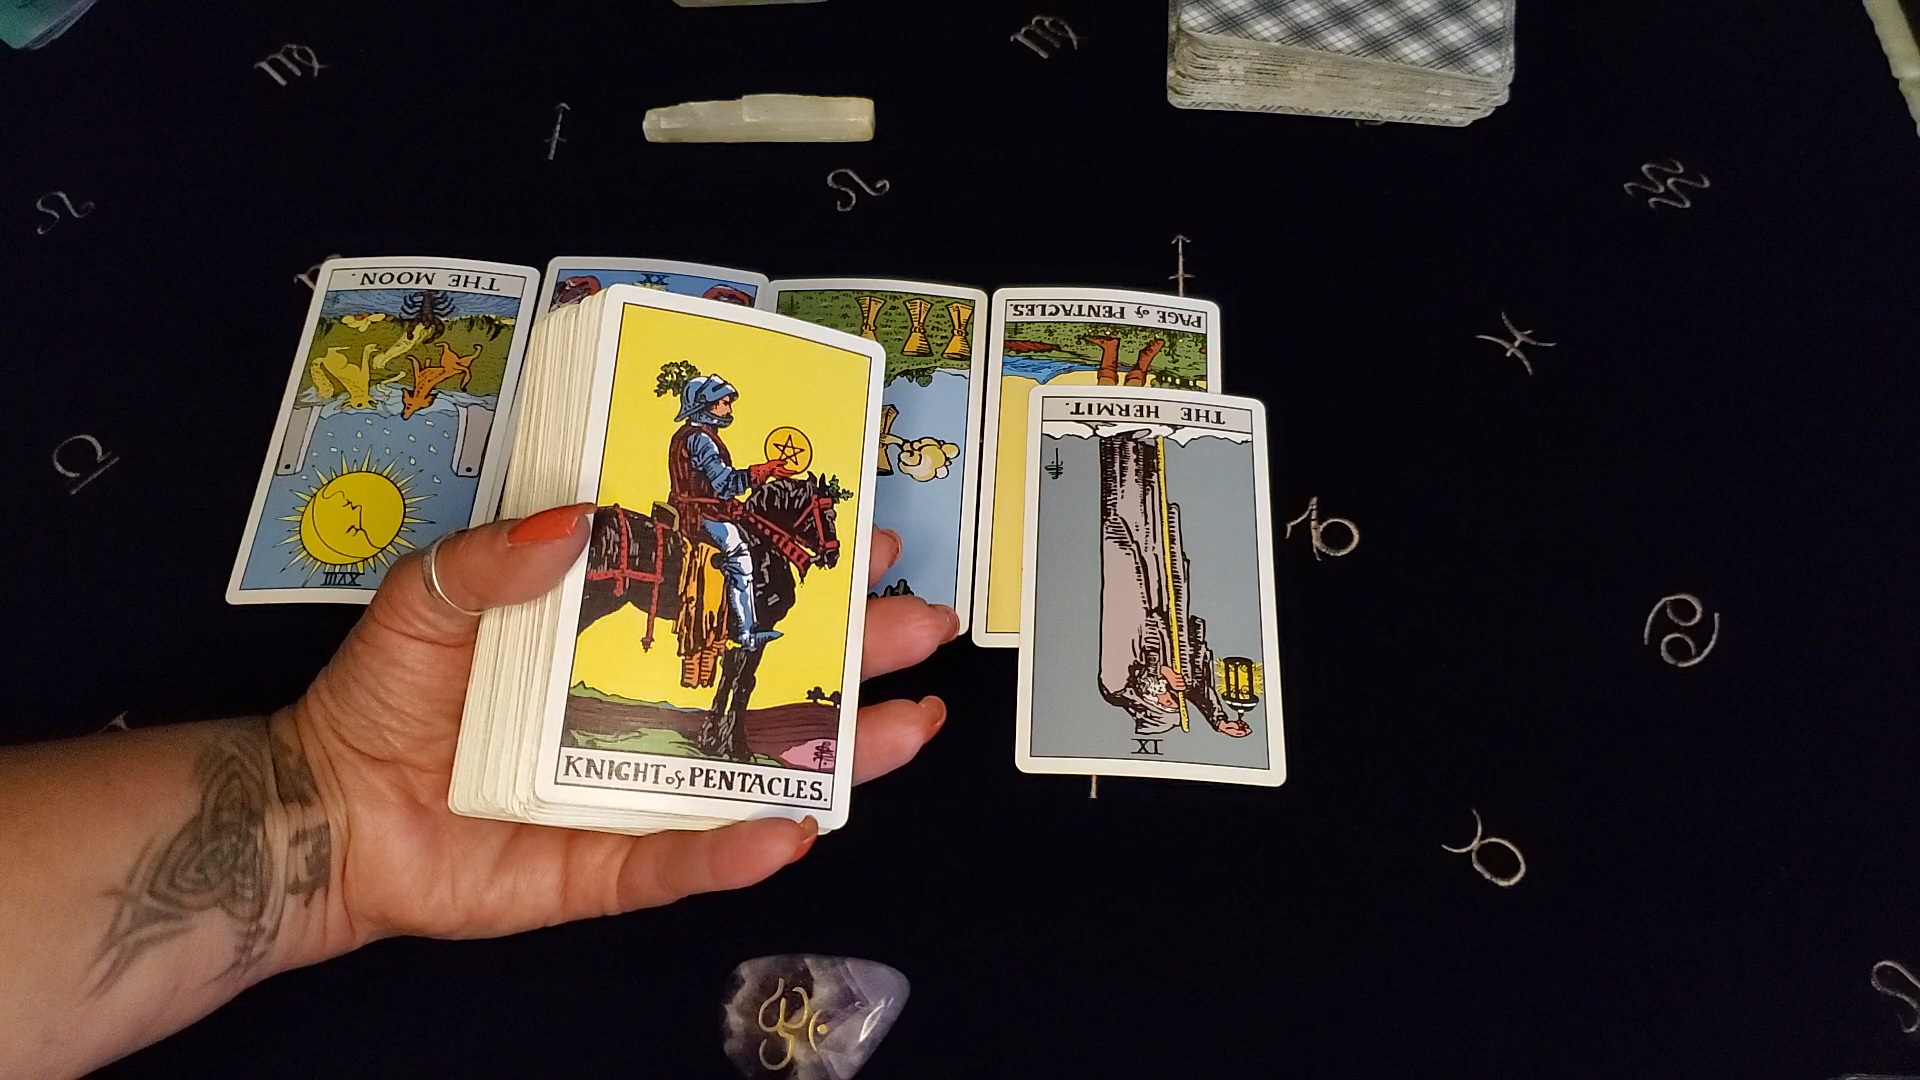 THE MOON.
XVIII
XX
PAGE of PENTACLES.
THE HERMIT.
IX
KNIGHT of PENTACLES.